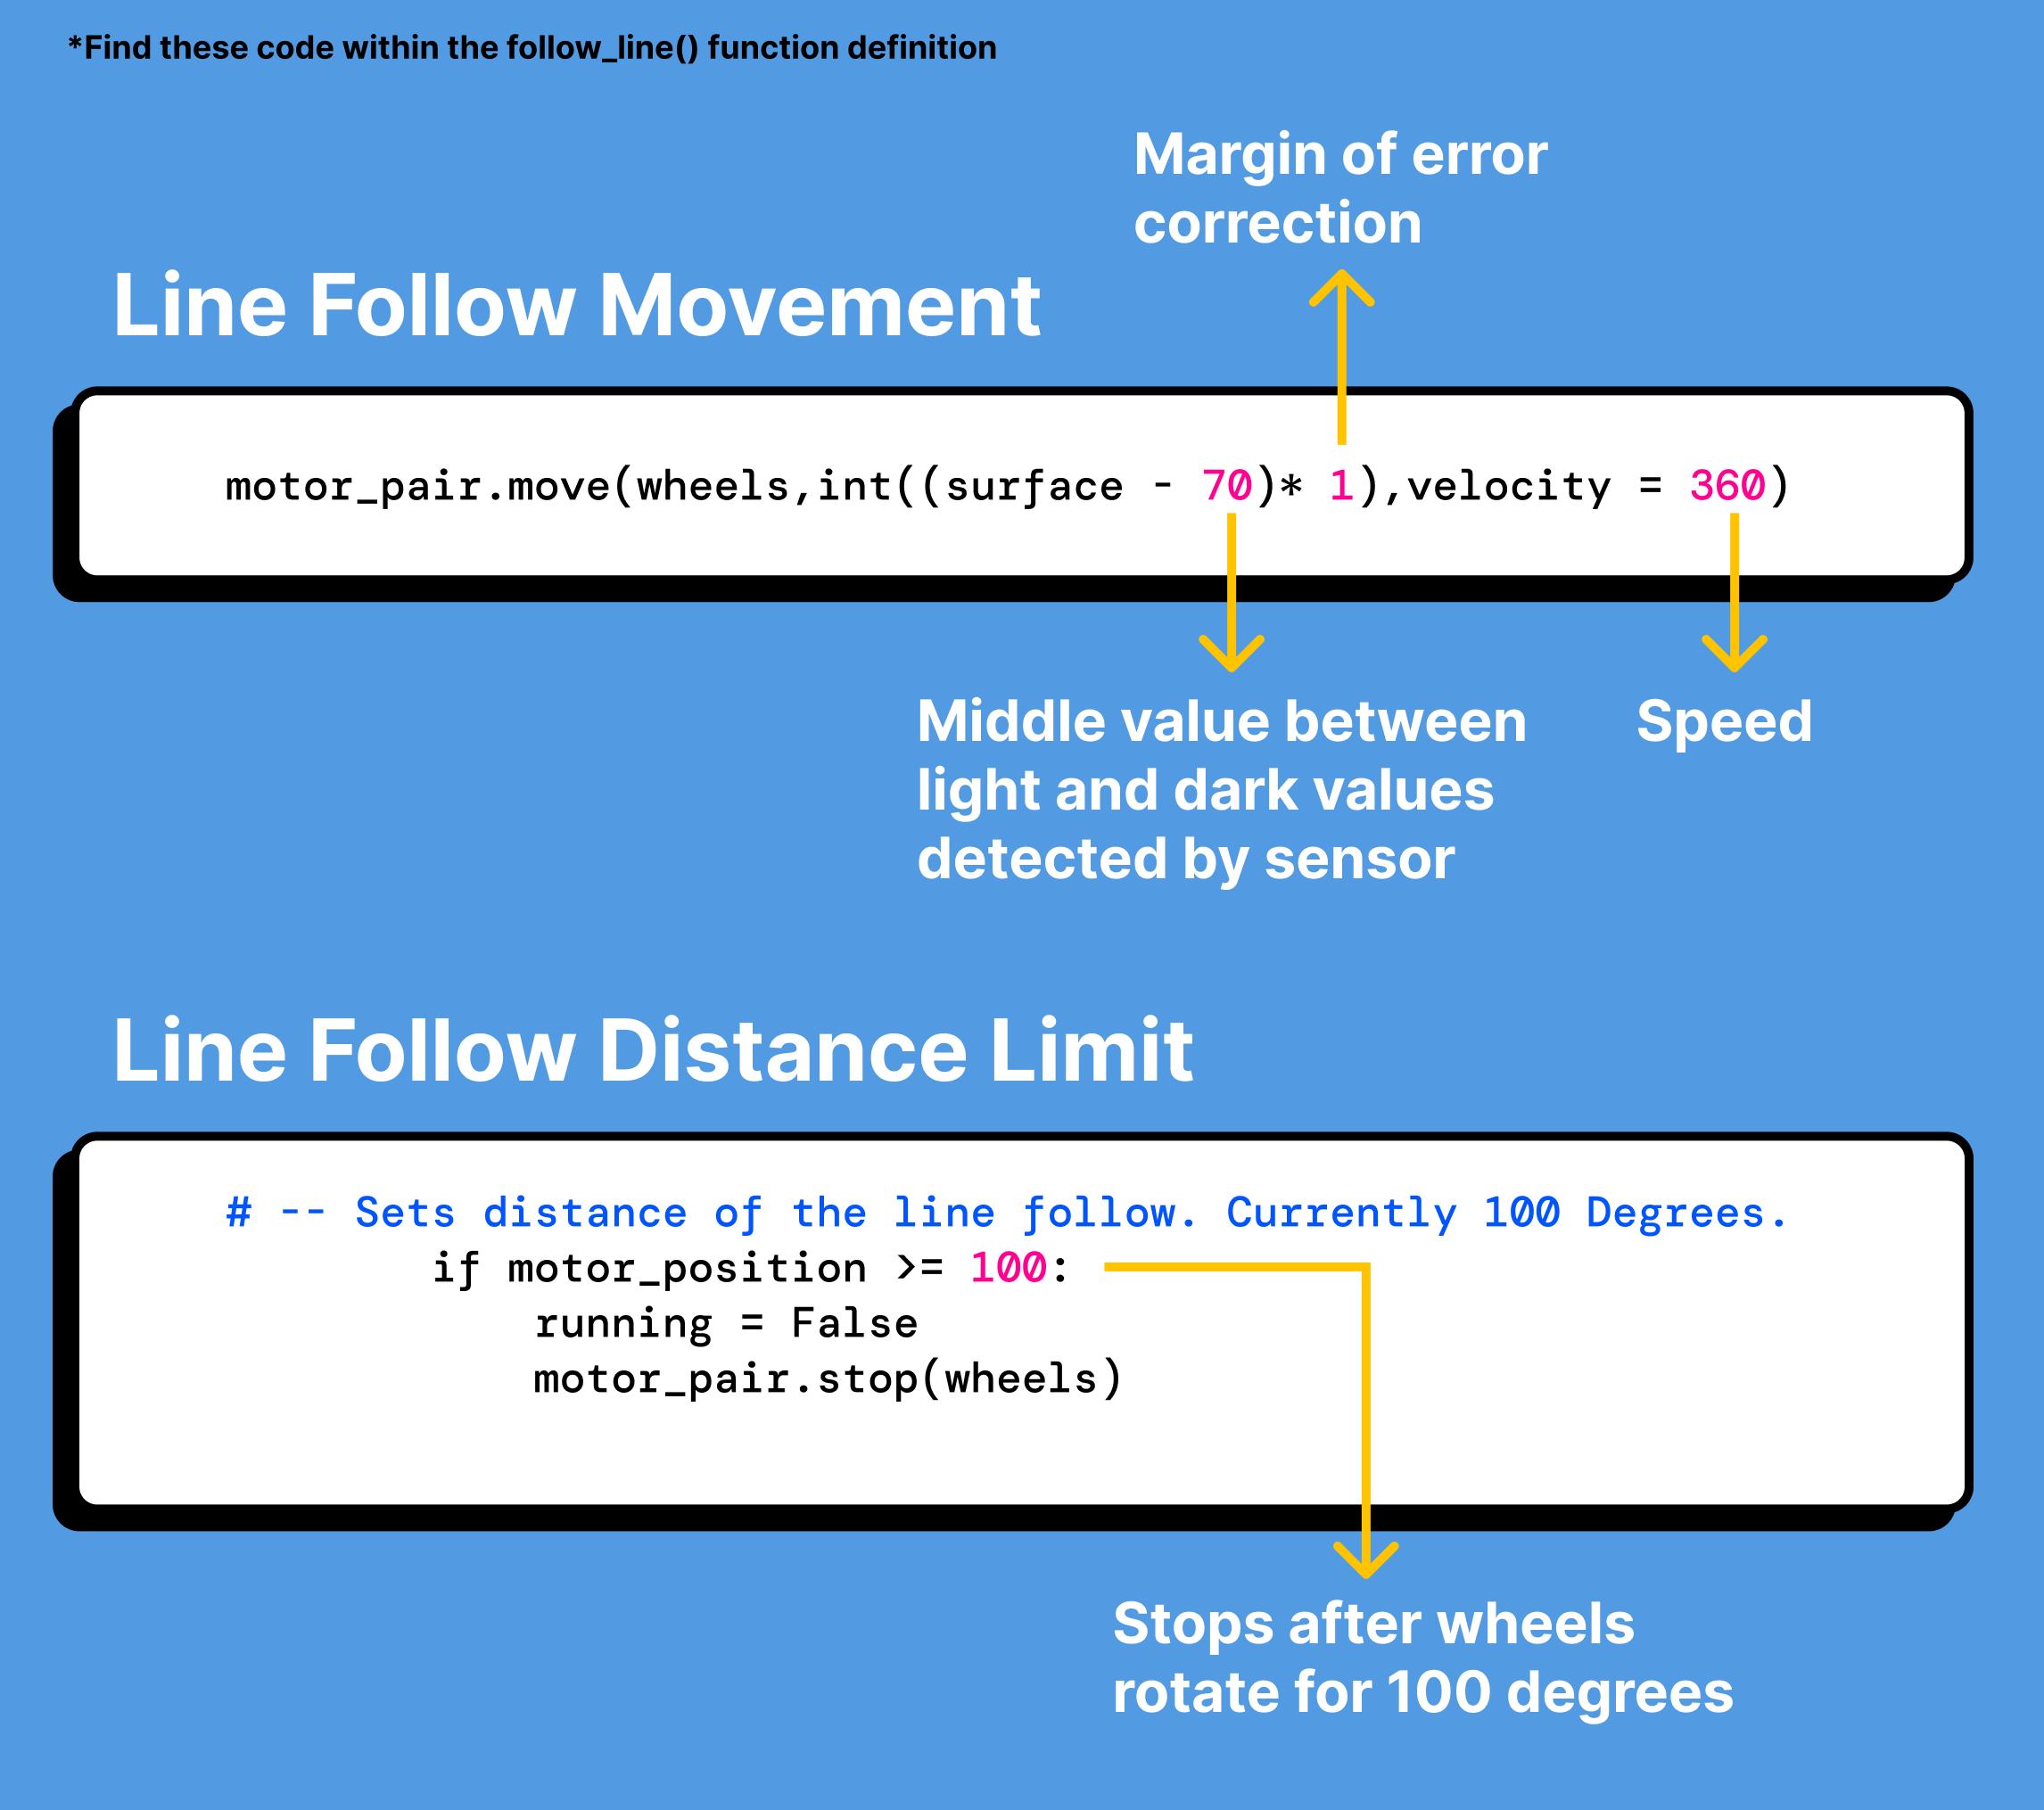 *Find these code within the follow_line() function definition
Margin of error
correction
Line Follow Movement
motor_pair.move(wheels,int((surface - 70)* 1),velocity = 360)
Middle value between
light and dark values
detected by sensor
Speed
Line Follow Distance Limit
# -- Sets distance of the line follow. Currently 100 Degrees.
if motor_position >= 100:
running = False
motor_pair.stop(wheels)
Stops after wheels
rotate for 100 degrees